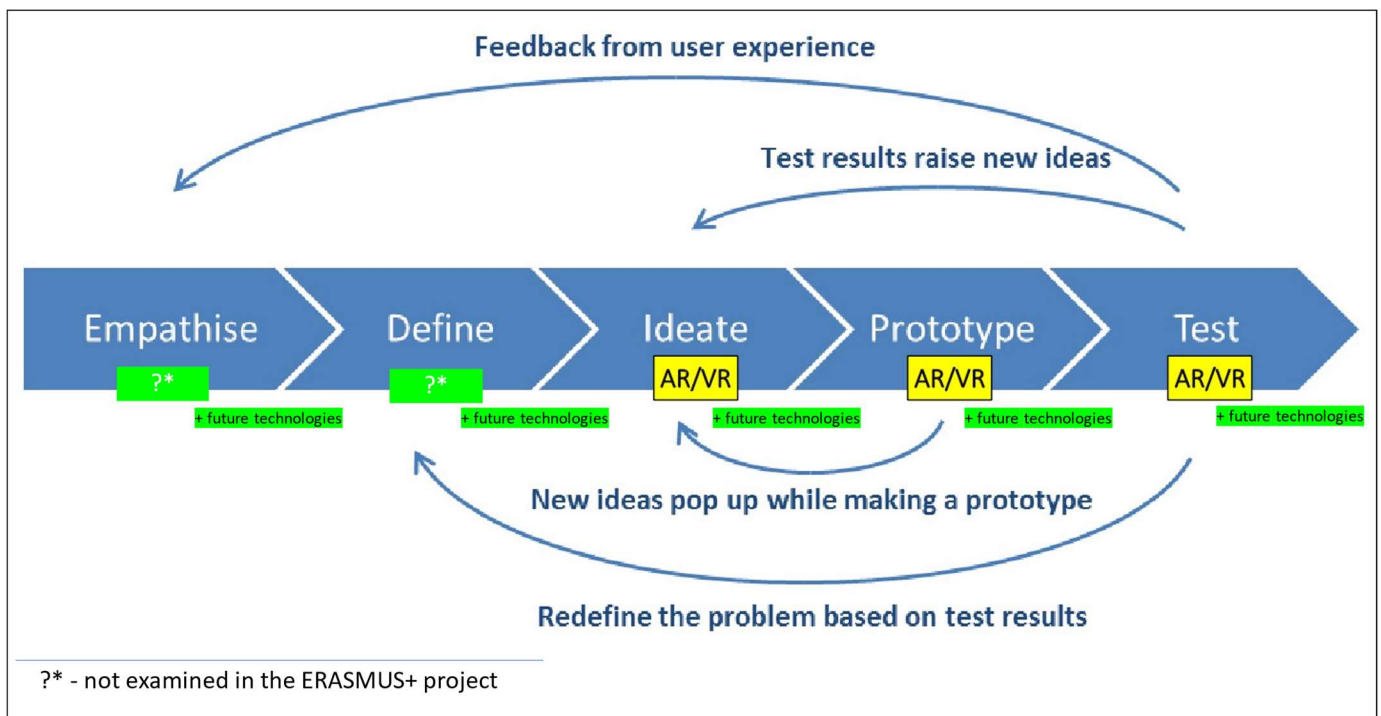 Feedback from user experience
Test results raise new ideas
Empathise
Define
Ideate
Prototype
Test
?*
?*
AR/VR
AR/VR
AR/VR
+ future technologies
+ future technologies
+ future technologies
+ future technologies
+ future technologies
New ideas pop up while making a prototype
Redefine the problem based on test results
?* - not examined in the ERASMUS+ project